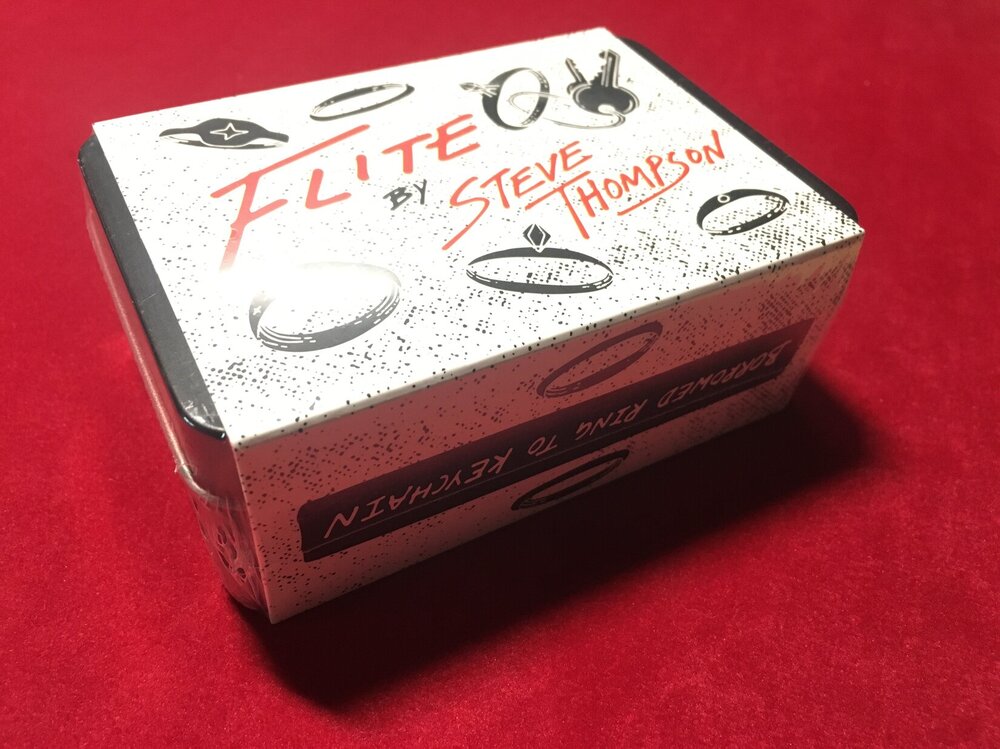 FLITE
BY STEVE
THOMPSON
BORROWED RING TO KEYCHAIN